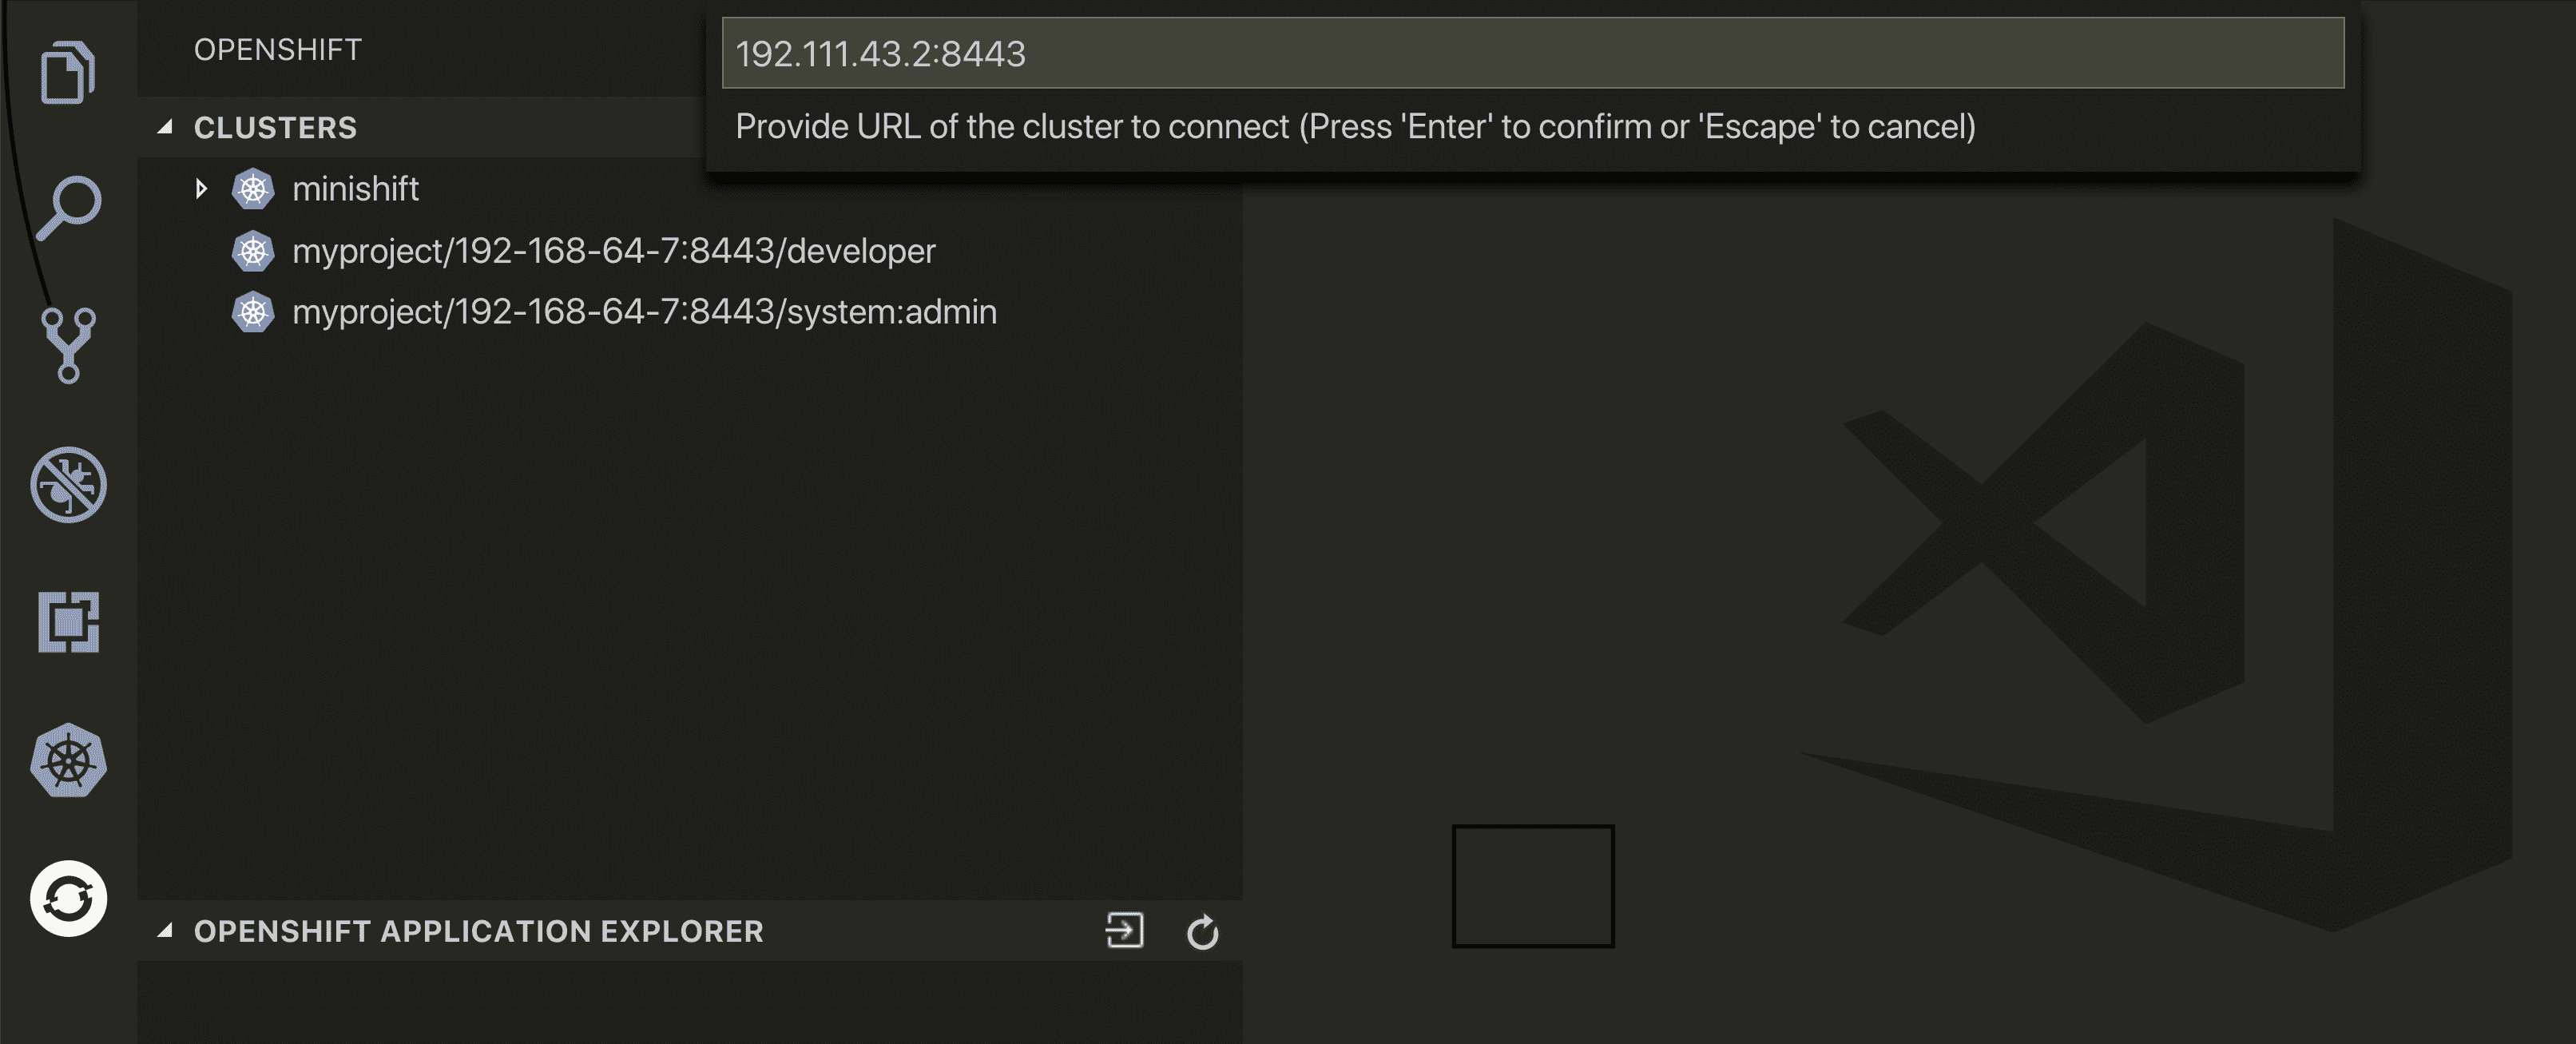 OPENSHIFT
192.111.43.2:8443
Provide URL of the cluster to connect (Press 'Enter' to confirm or 'Escape' to cancel)
CLUSTERS
minishift
myproject/192-168-64-7:8443/developer
myproject/192-168-64-7:8443/system:admin
OPENSHIFT APPLICATION EXPLORER